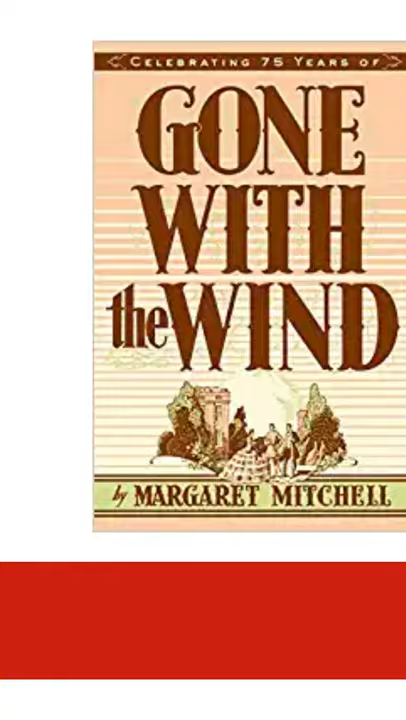 CELEBRATING 75 YEARS OF
GONE
WITH
the WIND
by MARGARET MITCHELL